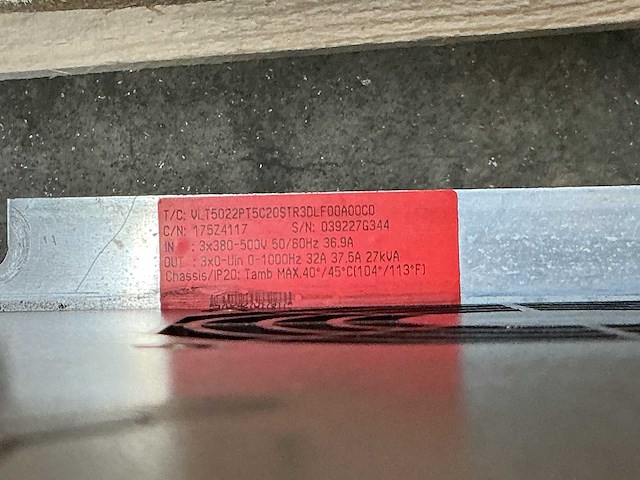 T/C: VLT5022PT5C20STR3DLF00A00C0
C/N: 175Z4117 S/N: 039227G344
IN : 3x380-500V 50/60Hz 36.9A
OUT : 3x0-Uin 0-1000Hz 32A 37.5A 27kVA
Chassis/IP20: Tamb MAX.40°/45°C(104°/113°F)